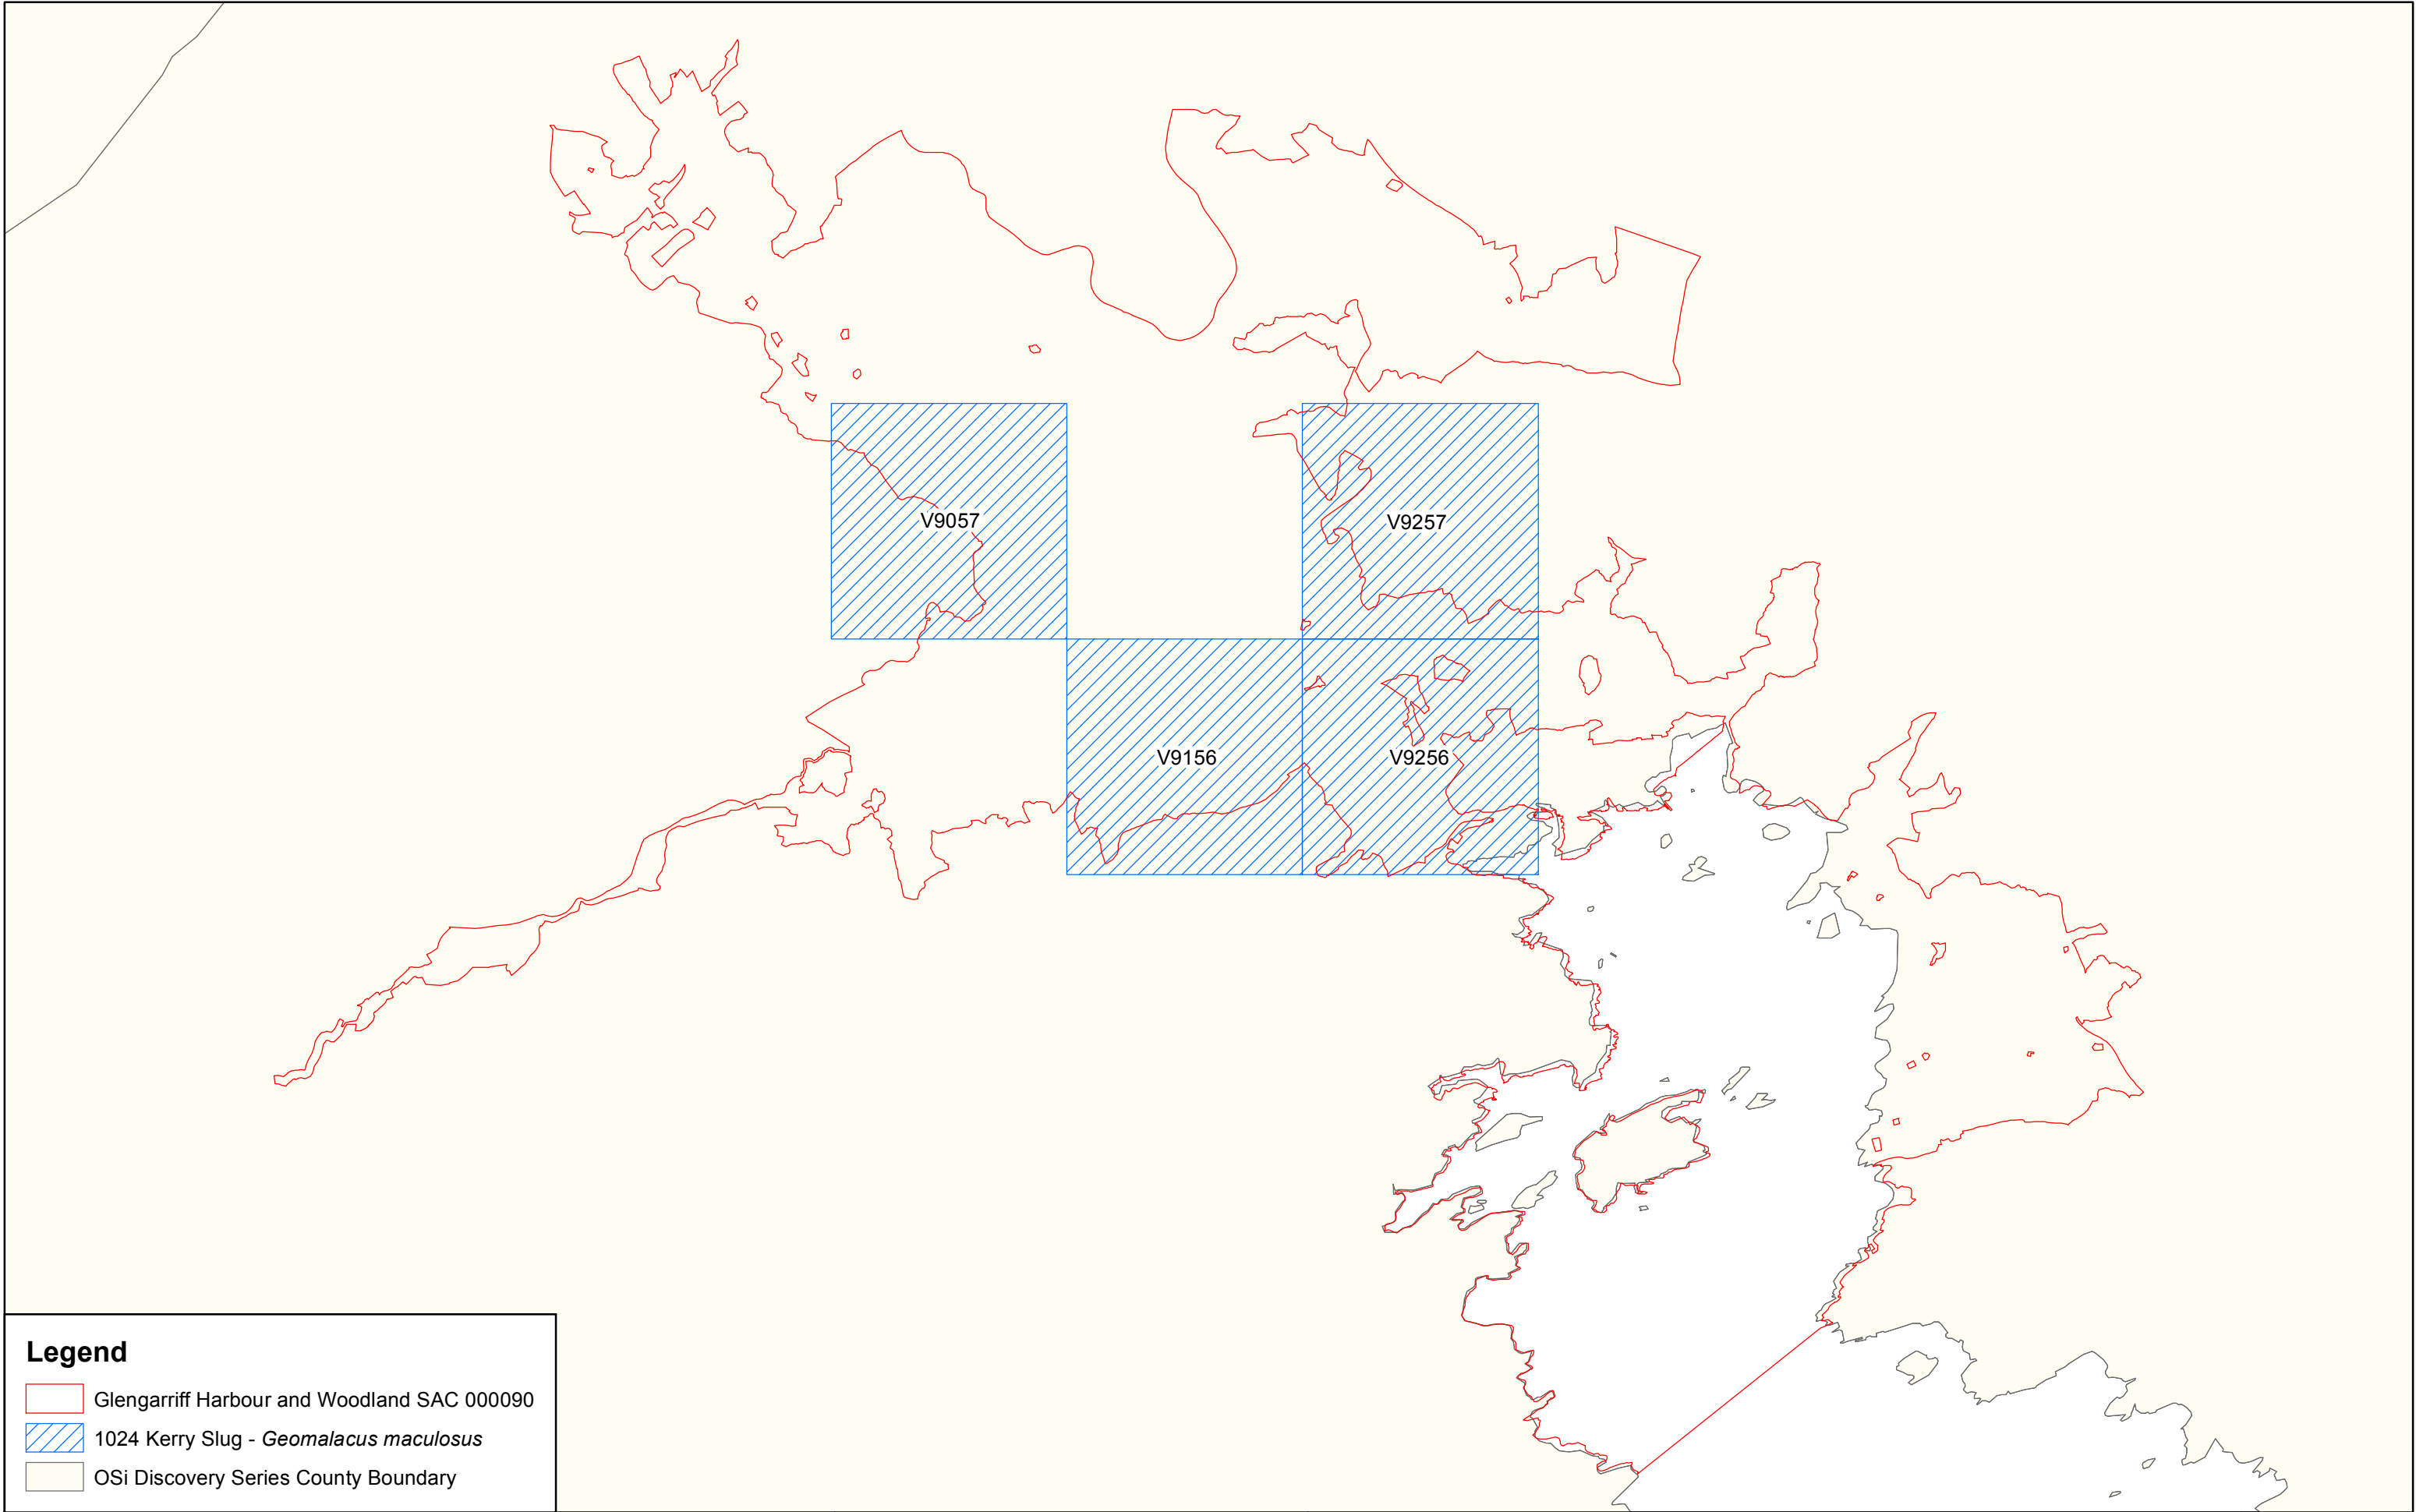 V9057
V9257
V9156
V9256
Legend
Glengarriff Harbour and Woodland SAC 000090
1024 Kerry Slug - Geomalacus maculosus
OSi Discovery Series County Boundary